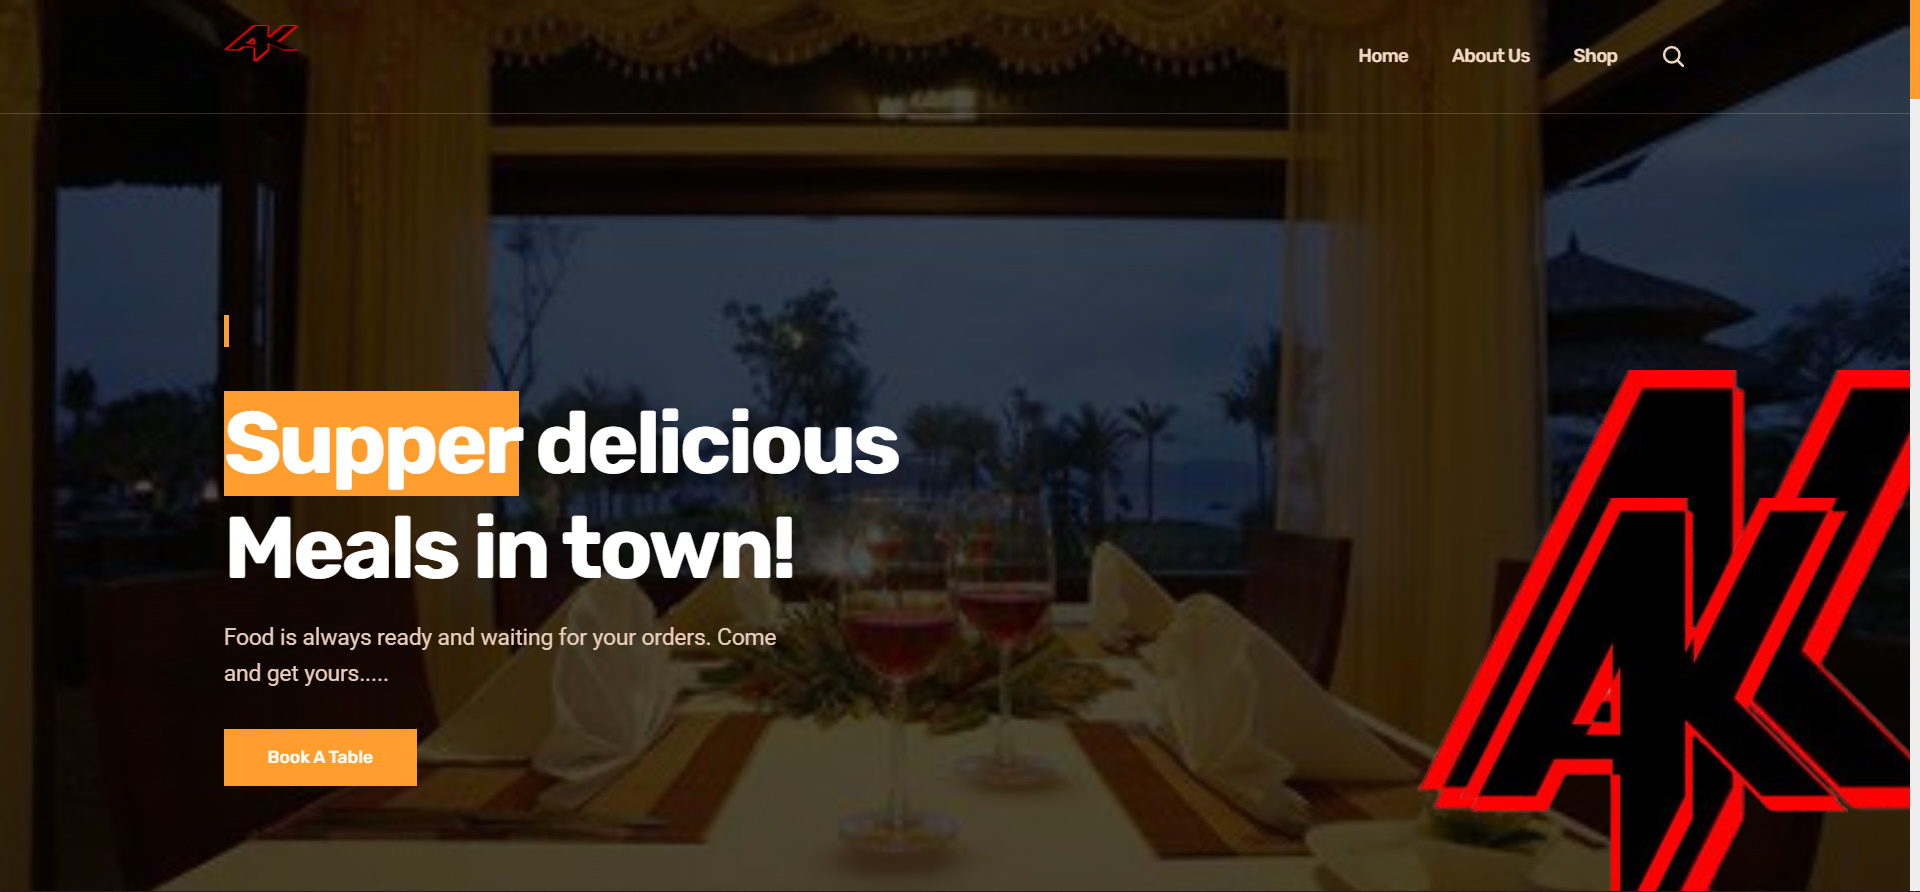 AK
Home About Us Shop
Supper delicious
Meals in town!
Food is always ready and waiting for your orders. Come
and get yours.....
Book A Table
AK
AK